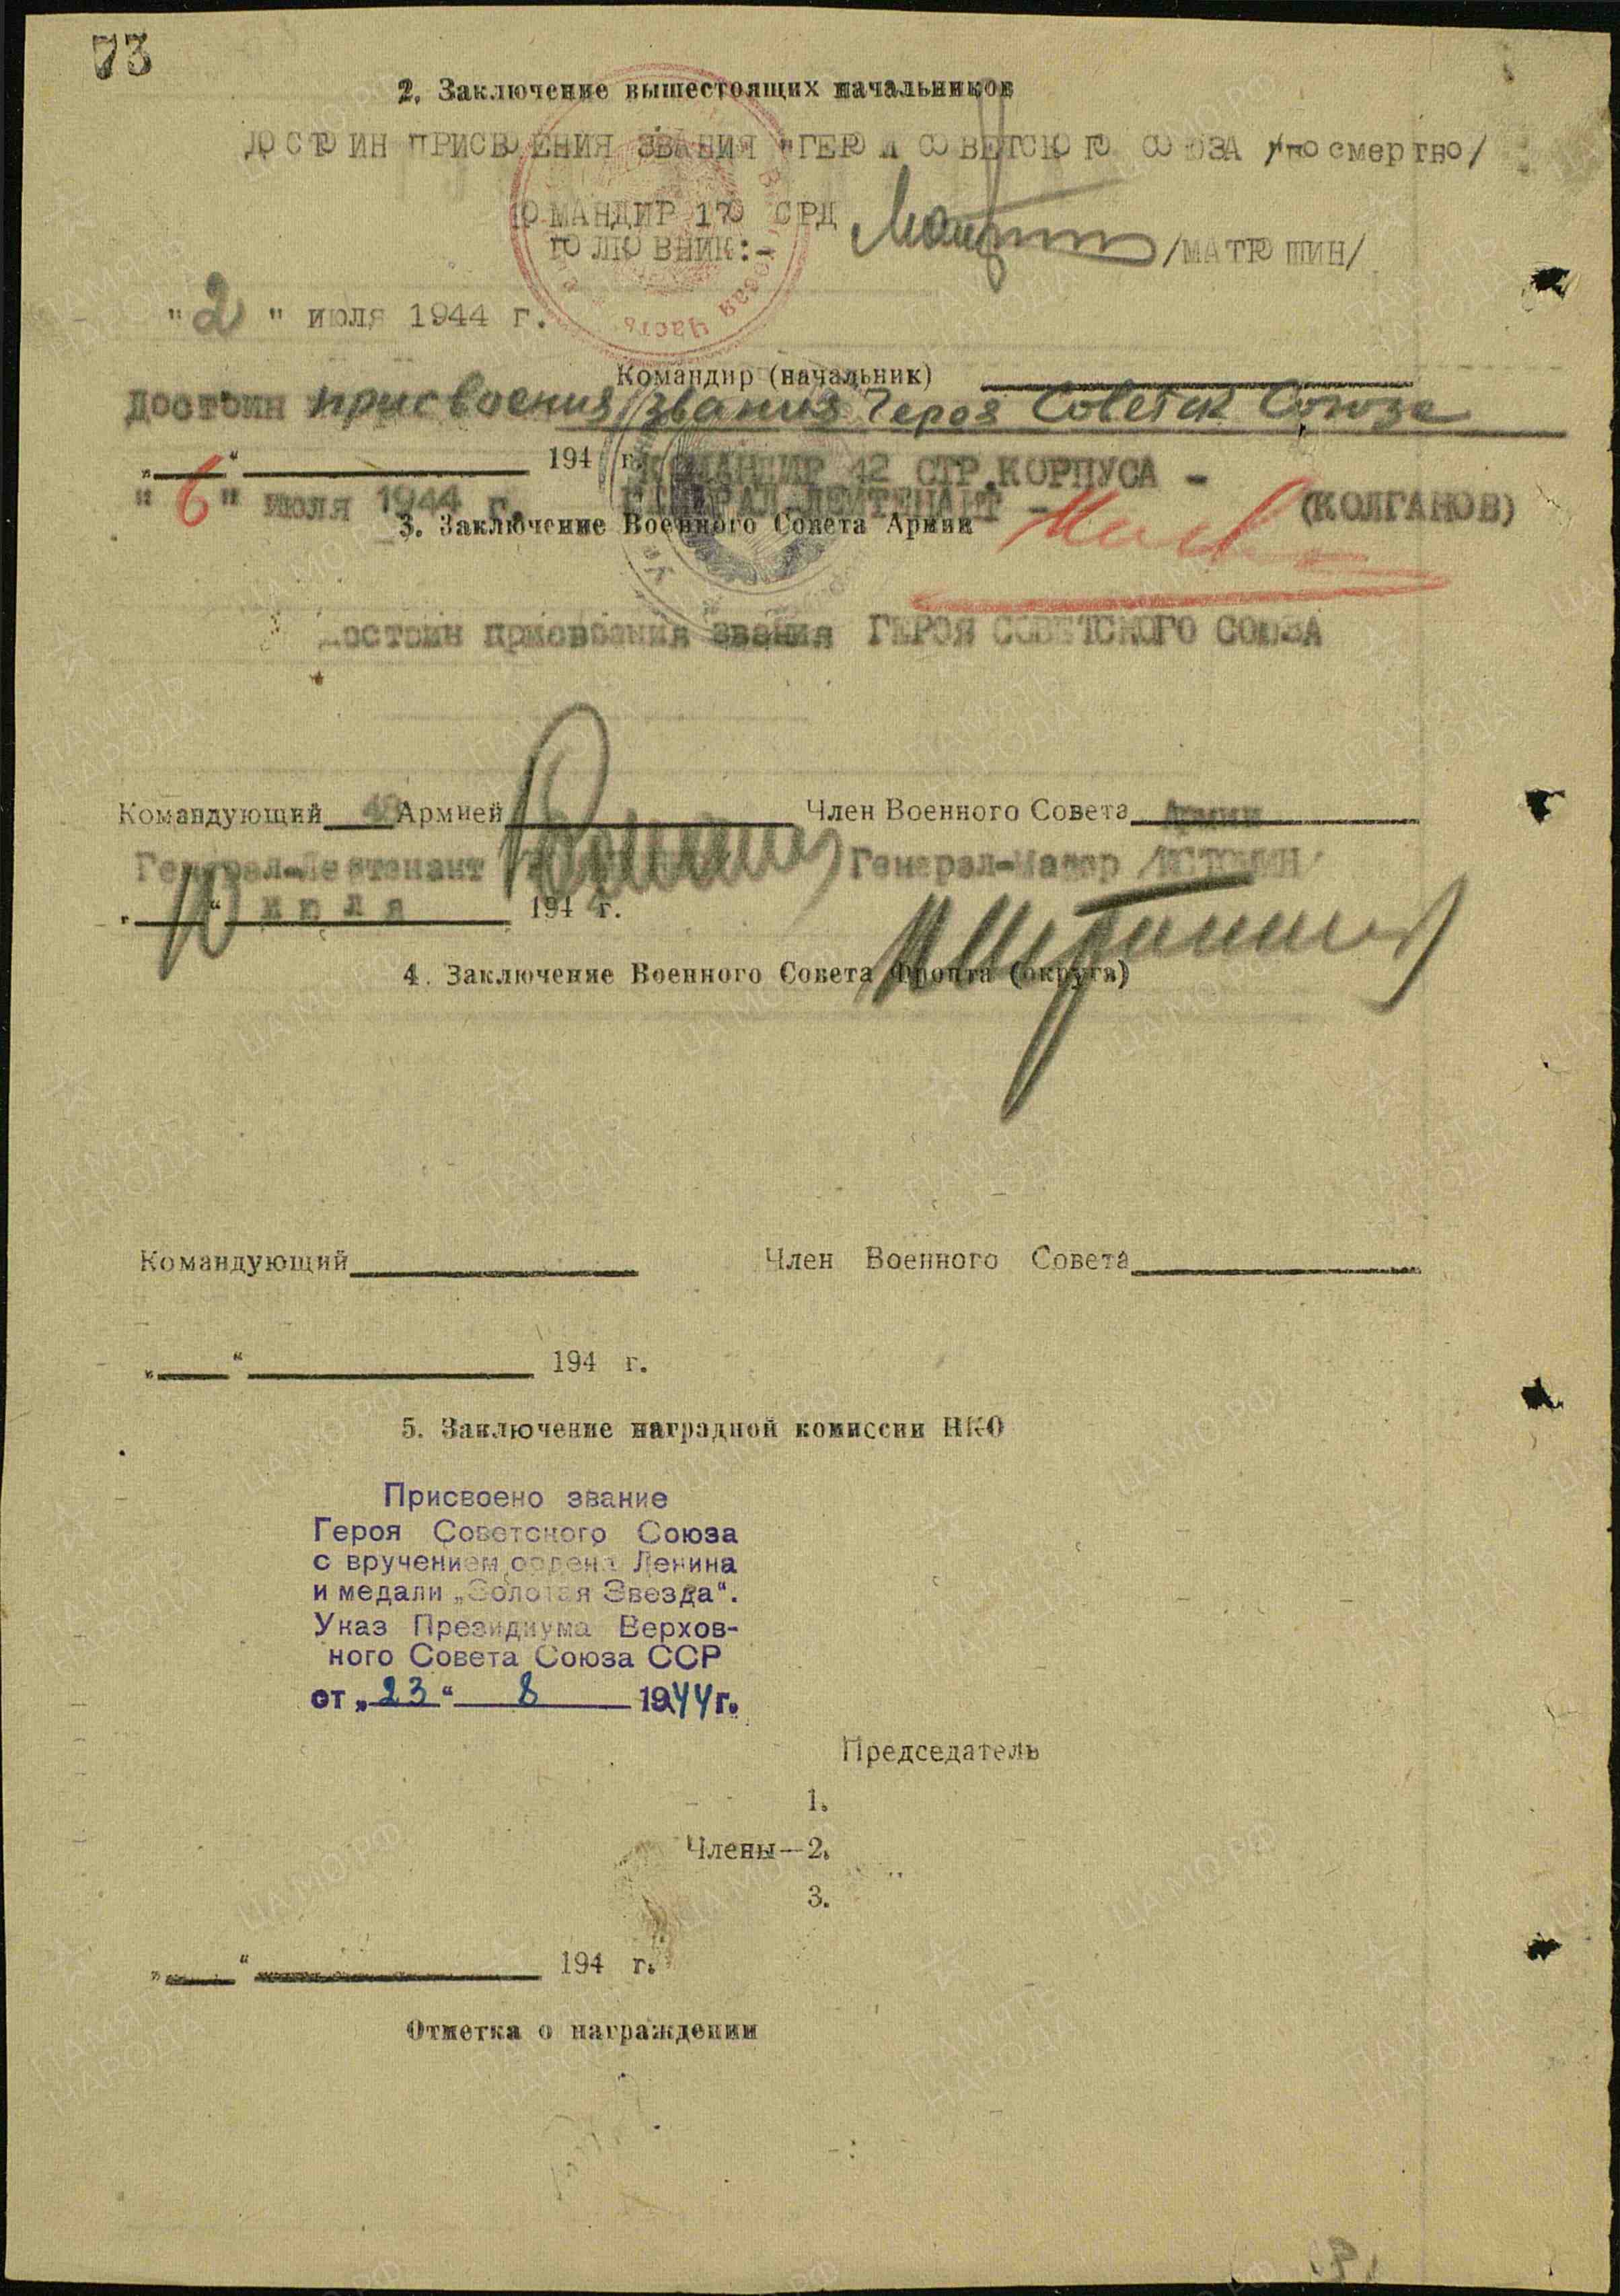 73
2. Заключение вышестоящих начальников
ДОСТОИН ПРИСВОЕНИЯ ЗВАНИЯ "ГЕРОЯ СОВЕТСКОГО СОЮЗА /посмертно/
КОМАНДИР 170 СРД
ПОЛКОВНИК:- /МАТЮШИН/
"2" июля 1944 г.
Командир (начальник)
Достоин присвоения звания Героя Советск Союза
„ “ 194 г.
КОМАНДИР 42 СТР.КОРПУСА -
"6" июля 1944 г. ГЕНЕРАЛ-ЛЕЙТЕНАНТ - (КОЛГАНОВ)
3. Заключение Военного Совета Армии
Достоин присвоения звания ГЕРОЯ СОВЕТСКОГО СОЮЗА
Командующий 48 Армией Член Военного Совета Армии
Генерал-Лейтенант Генерал-Майор /ИСТОМИН/
„10“ июля 194 г.
4. Заключение Военного Совета Фронта (округа)
Командующий Член Военного Совета
„ “ 194 г.
5. Заключение наградной комиссии НКО
Присвоено звание
Героя Советского Союза
с вручением ордена Ленина
и медали „Золотая Звезда“.
Указ Президиума Верхов-
ного Совета Союза ССР
от „23“ 8 1944 г.
Председатель
1.
Члены—2.
3.
„ “ 194 г.
Отметка о награждении